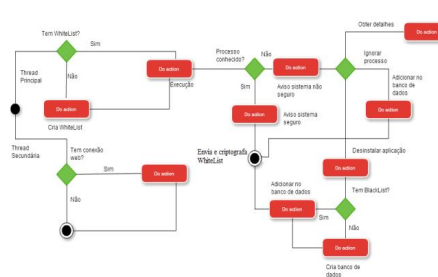 Tem WhiteList?
Sim
Thread
Principal
Não
Do action
Cria WhiteList
Do action
Execução
Thread
Secundária
Tem conexão
web?
Sim
Do action
Não
Processo
conhecido?
Não
Do action
Aviso sistema não
seguro
Sim
Do action
Aviso sistema
seguro
Envia e criptografa
WhiteList
Obter detalhes
Do action
Ignorar
processo
Adicionar no
banco de
dados
Do action
Desinstalar aplicação
Do action
Tem BlackList?
Adicionar no
banco de dados
Do action
Sim
Não
Do action
Cria banco de
dados